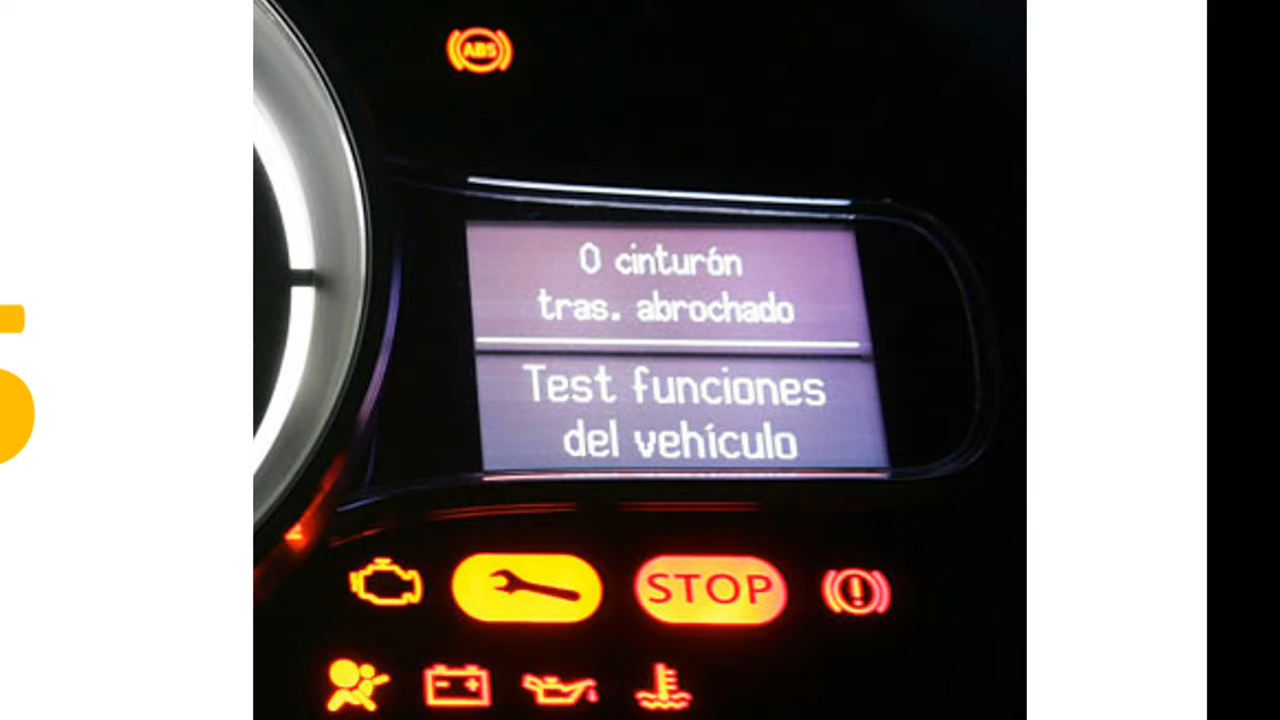 ABS
0 cinturón
tras. abrochado
Test funciones
del vehículo
STOP